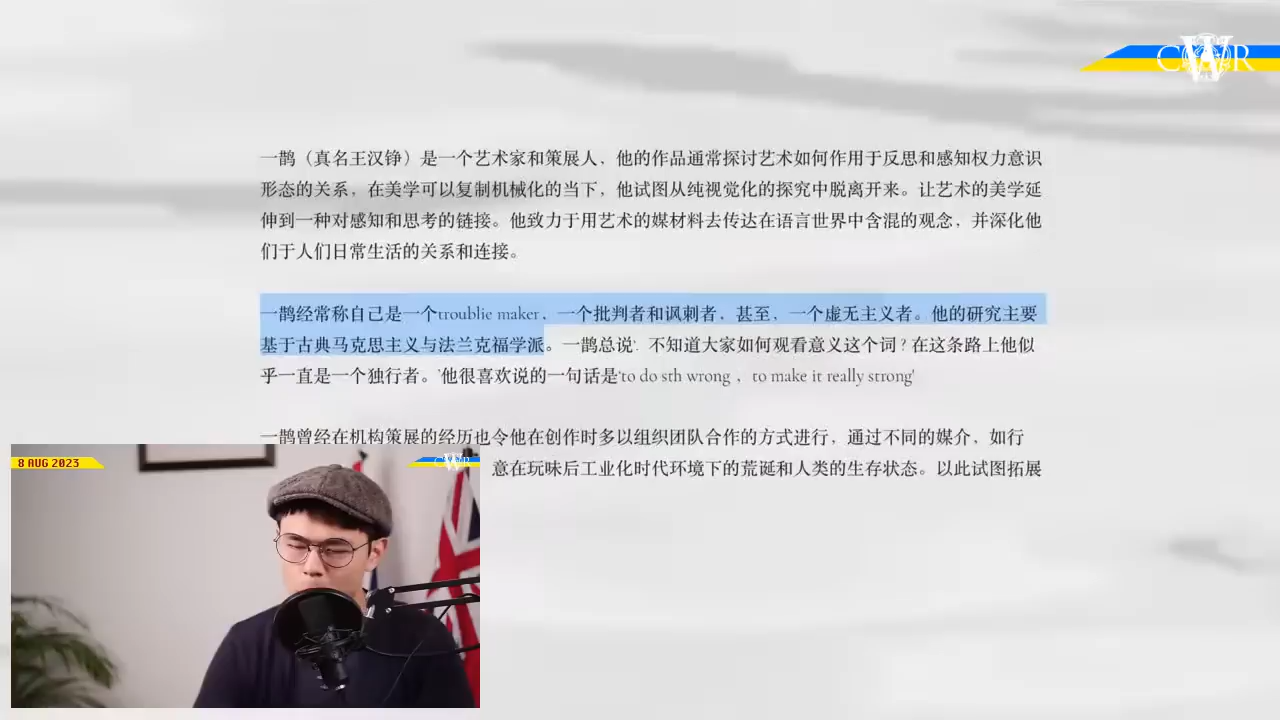 CWR
一鹊（真名王汉铮）是一个艺术家和策展人，他的作品通常探讨艺术如何作用于反思和感知权力意识
形态的关系，在美学可以复制机械化的当下，他试图从纯视觉化的探究中脱离开来。让艺术的美学延
伸到一种对感知和思考的链接。他致力于用艺术的媒材料去传达在语言世界中含混的观念，并深化他
们于人们日常生活的关系和连接。
一鹊经常称自己是一个troublie maker，一个批判者和讽刺者，甚至，一个虚无主义者。他的研究主要
基于古典马克思主义与法兰克福学派。一鹊总说‘，不知道大家如何观看意义这个词？在这条路上他似
乎一直是一个独行者。’他很喜欢说的一句话是‘to do sth wrong ，to make it really strong’
一鹊曾经在机构策展的经历也令他在创作时多以组织团队合作的方式进行，通过不同的媒介，如行
意在玩味后工业化时代环境下的荒诞和人类的生存状态。以此试图拓展
8 AUG 2023
CWR